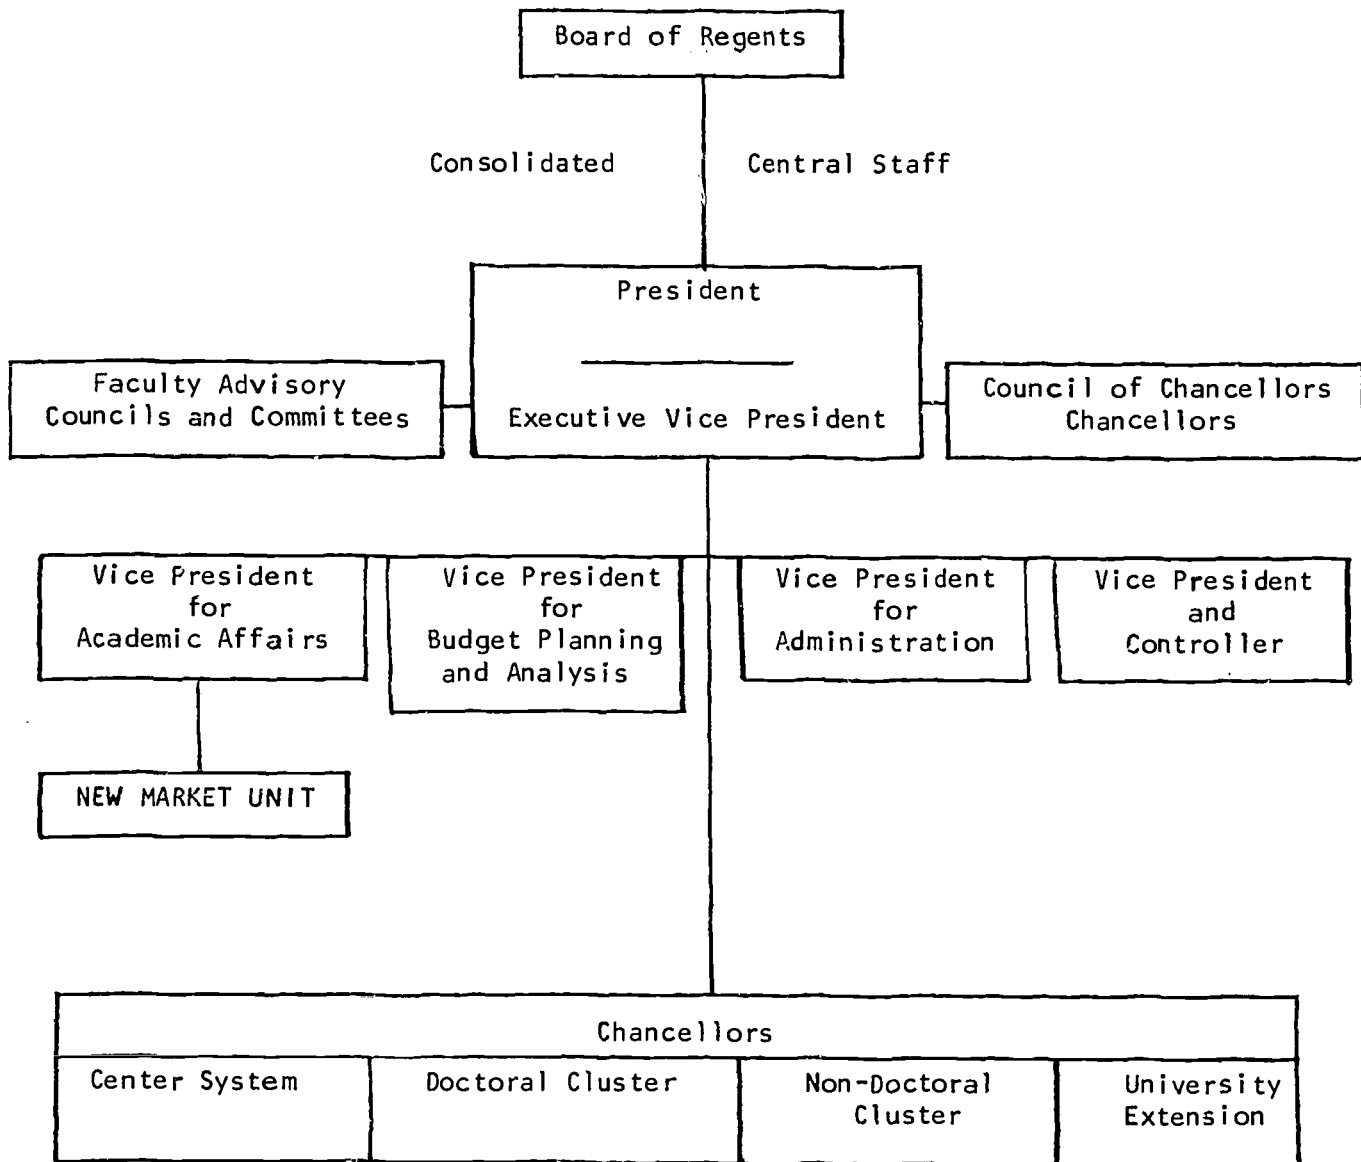 Board of Regents
Consolidated Central Staff
President
Executive Vice President
Faculty Advisory
Councils and Committees
Council of Chancellors
Chancellors
Vice President
for
Academic Affairs
Vice President
for
Budget Planning
and Analysis
Vice President
for
Administration
Vice President
and
Controller
NEW MARKET UNIT
Chancellors
Center System
Doctoral Cluster
Non-Doctoral
Cluster
University
Extension